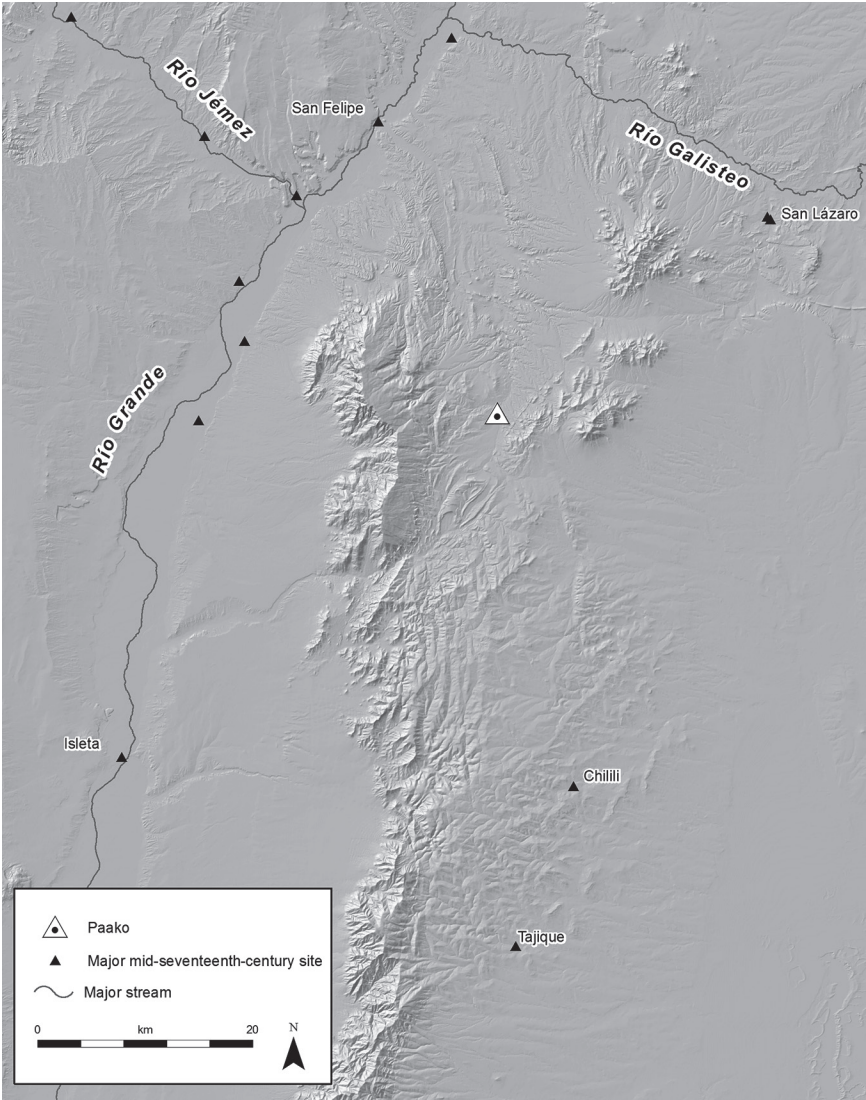 Río Jémez
San Felipe
Río Galisteo
San Lázaro
Río Grande
Isleta
Chilili
Tajique
Paako
Major mid-seventeenth-century site
Major stream
0 km 20
N